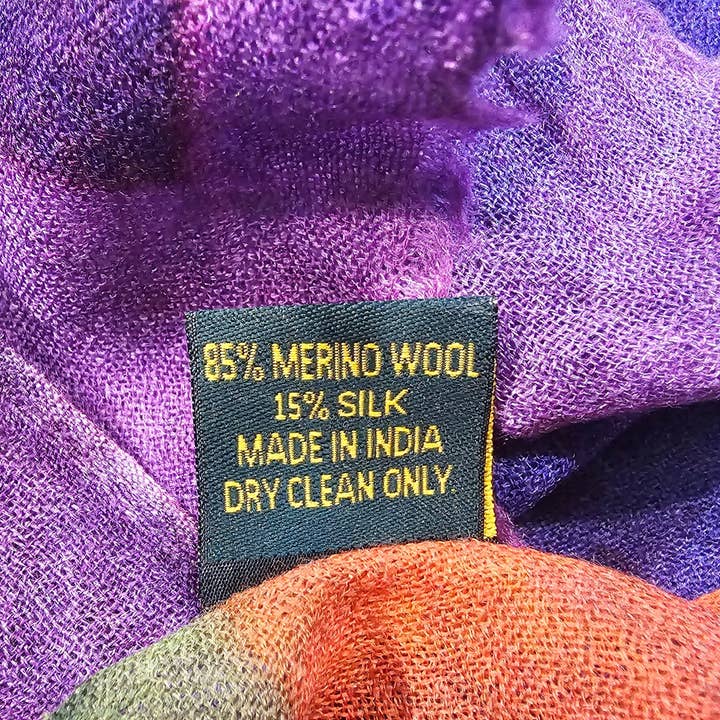 85% MERINO WOOL
15% SILK
MADE IN INDIA
DRY CLEAN ONLY.